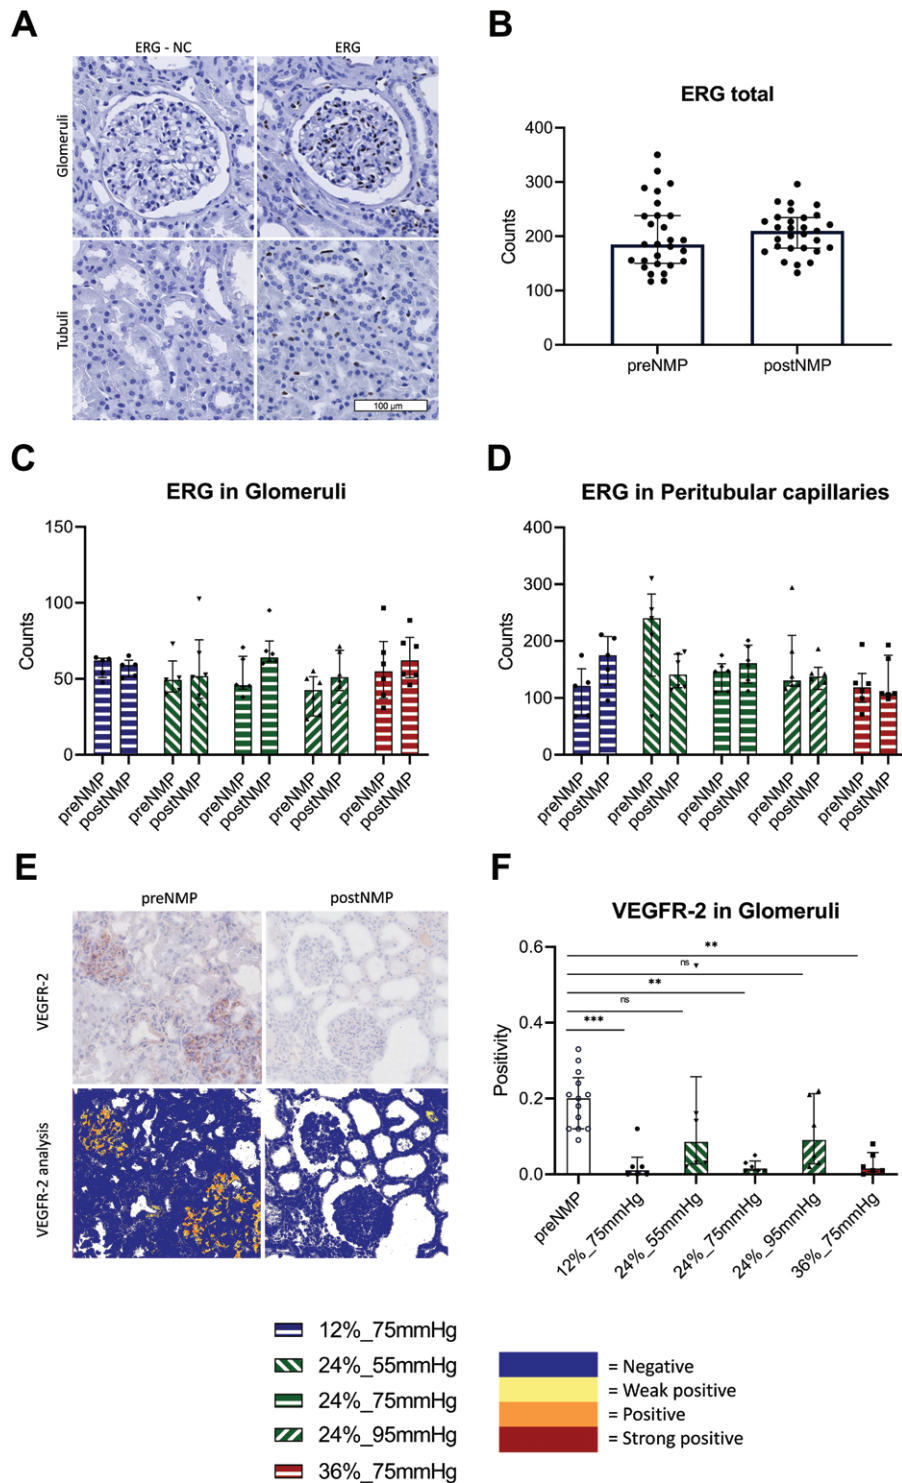 A
ERG - NC
ERG
Glomeruli
Tubuli
100 µm
B
ERG total
Counts
400
300
200
100
0
preNMP
postNMP
C
ERG in Glomeruli
Counts
150
100
50
0
preNMP
postNMP
preNMP
postNMP
preNMP
postNMP
preNMP
postNMP
preNMP
postNMP
D
ERG in Peritubular capillaries
Counts
400
300
200
100
0
preNMP
postNMP
preNMP
postNMP
preNMP
postNMP
preNMP
postNMP
preNMP
postNMP
E
preNMP
postNMP
VEGFR-2
VEGFR-2 analysis
F
VEGFR-2 in Glomeruli
Positivity
0.6
0.4
0.2
0.0
**
ns
**
ns
***
preNMP
12%_75mmHg
24%_55mmHg
24%_75mmHg
24%_95mmHg
36%_75mmHg
12%_75mmHg
24%_55mmHg
24%_75mmHg
24%_95mmHg
36%_75mmHg
= Negative
= Weak positive
= Positive
= Strong positive